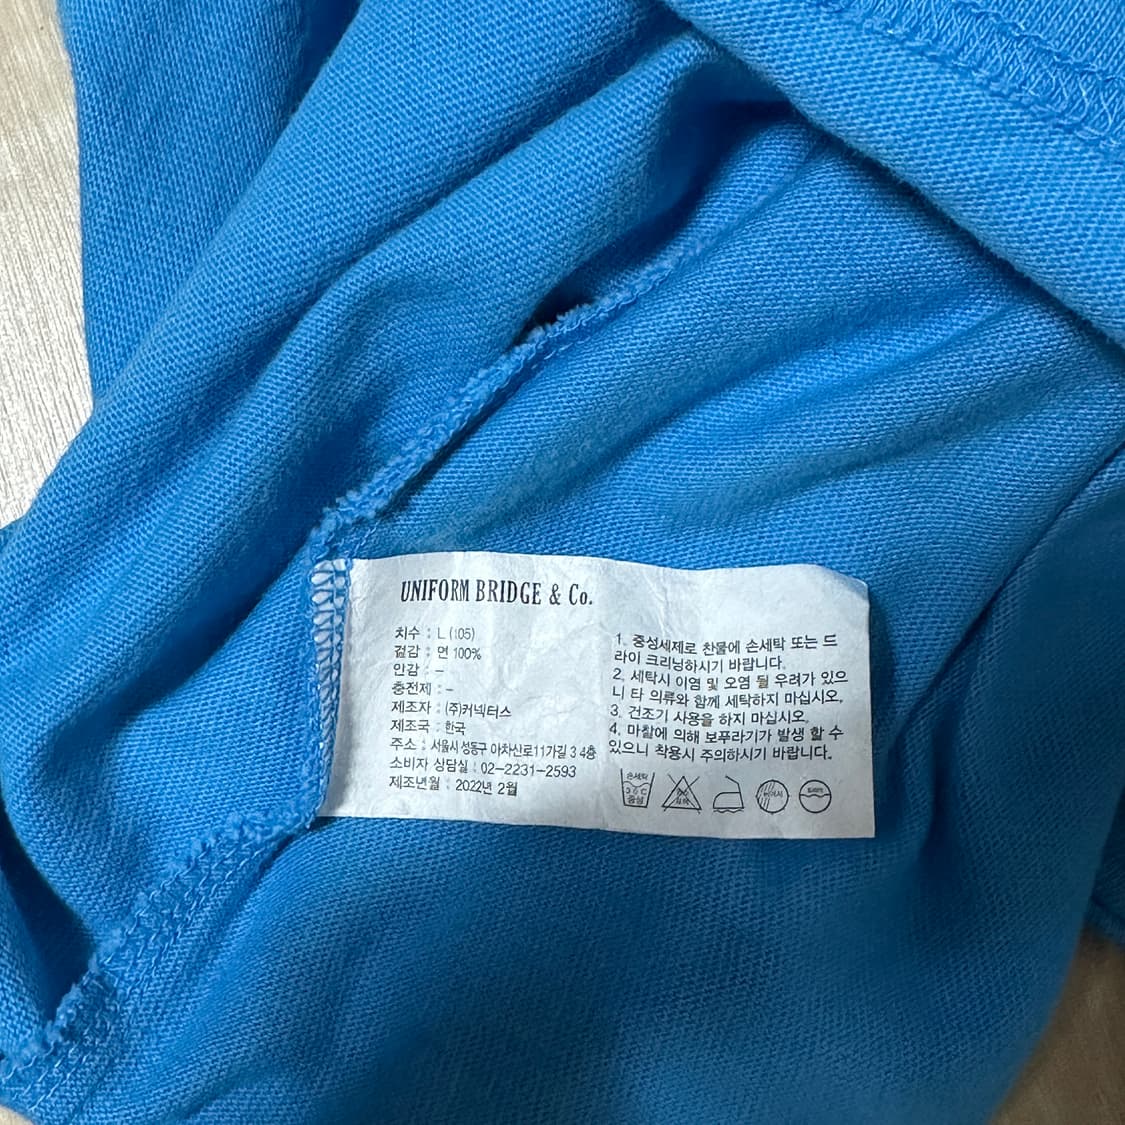 UNIFORM BRIDGE & Co.
치수 : L (105)
겉감 : 면 100%
안감 : –
충전제 : –
제조자 : (주)커넥터스
제조국 : 한국
주소 : 서울시 성동구 아차산로11가길 3 4층
소비자 상담실 : 02-2231-2593
제조년월 : 2022년 2월
1. 중성세제로 찬물에 손세탁 또는 드
라이 크리닝하시기 바랍니다.
2. 세탁시 이염 및 오염 될 우려가 있으
니 타 의류와 함께 세탁하지 마십시오.
3. 건조기 사용을 하지 마십시오.
4. 마찰에 의해 보푸라기가 발생 할 수
있으니 착용시 주의하시기 바랍니다.
손세탁
30℃
중성